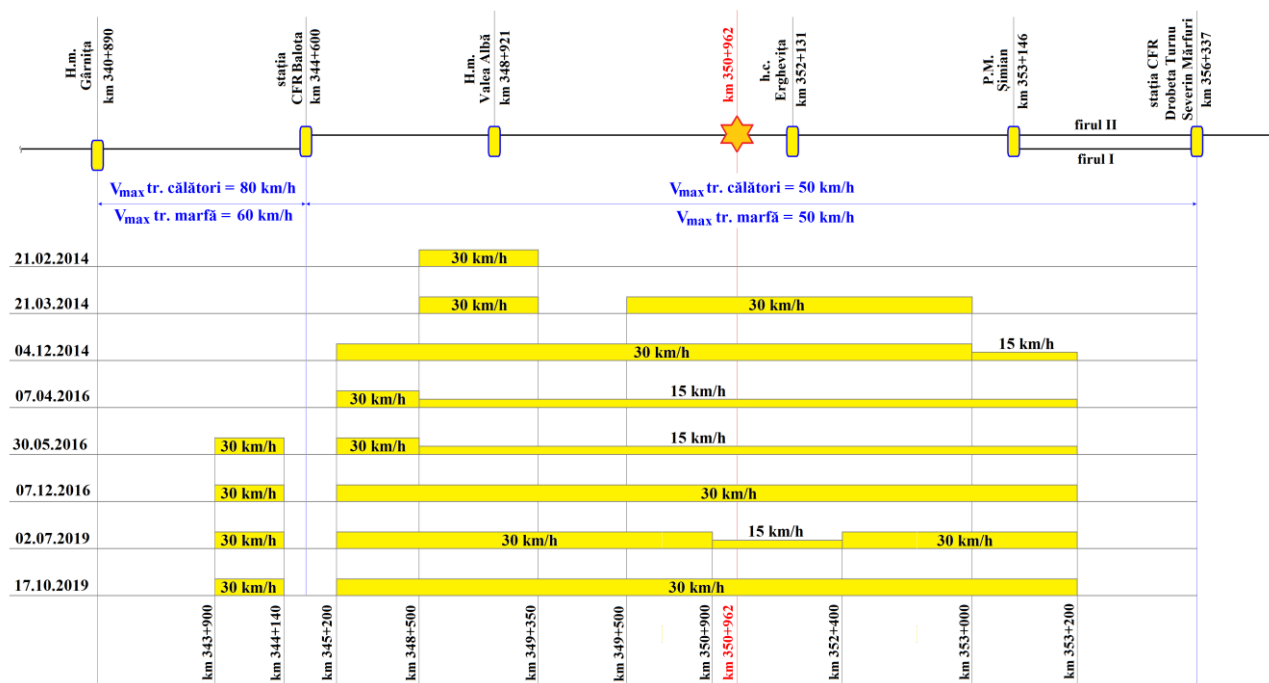 H.m.
Gârnița
km 340+890
stația
CFR Balota
km 344+600
H.m.
Valea Albă
km 348+921
km 350+962
h.c.
Erghevița
km 352+131
P.M.
Șimian
km 353+146
stația CFR
Drobeta Turnu
Severin Mărfuri
km 356+337
firul II
firul I
Vmax tr. călători = 80 km/h
Vmax tr. marfă = 60 km/h
Vmax tr. călători = 50 km/h
Vmax tr. marfă = 50 km/h
21.02.2014
30 km/h
21.03.2014
30 km/h
30 km/h
04.12.2014
30 km/h
15 km/h
07.04.2016
30 km/h
15 km/h
30.05.2016
30 km/h
30 km/h
15 km/h
07.12.2016
30 km/h
30 km/h
02.07.2019
30 km/h
30 km/h
15 km/h
30 km/h
17.10.2019
30 km/h
30 km/h
km 343+900
km 344+140
km 345+200
km 348+500
km 349+350
km 349+500
km 350+900
km 350+962
km 352+400
km 353+000
km 353+200